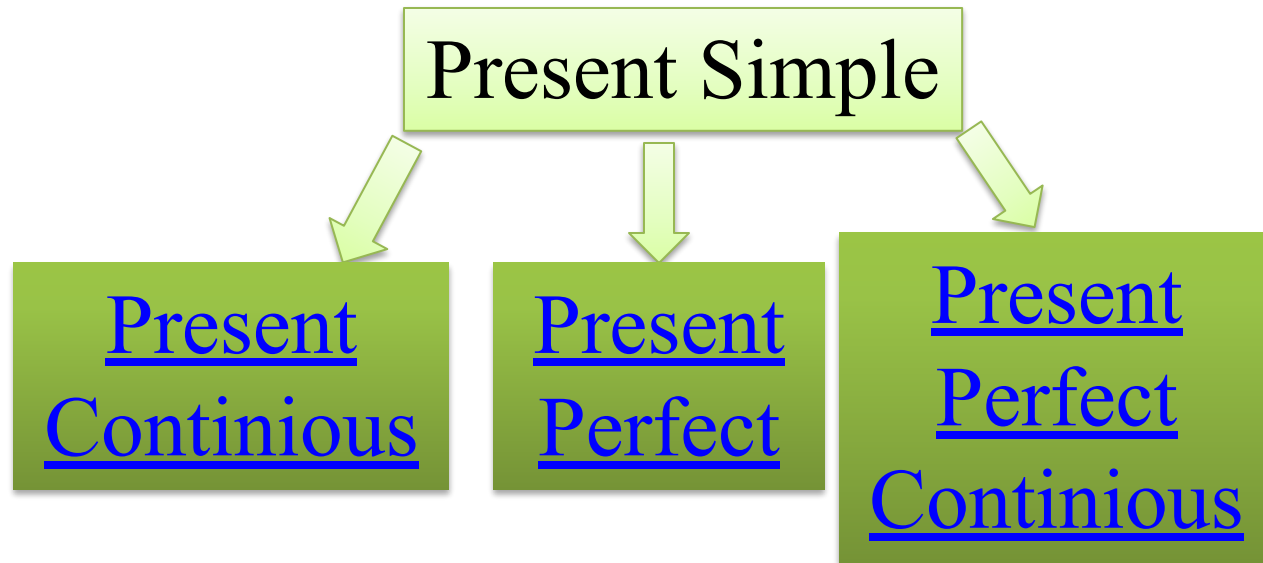 Present Simple
Present
Continious
Present
Perfect
Present
Perfect
Continious